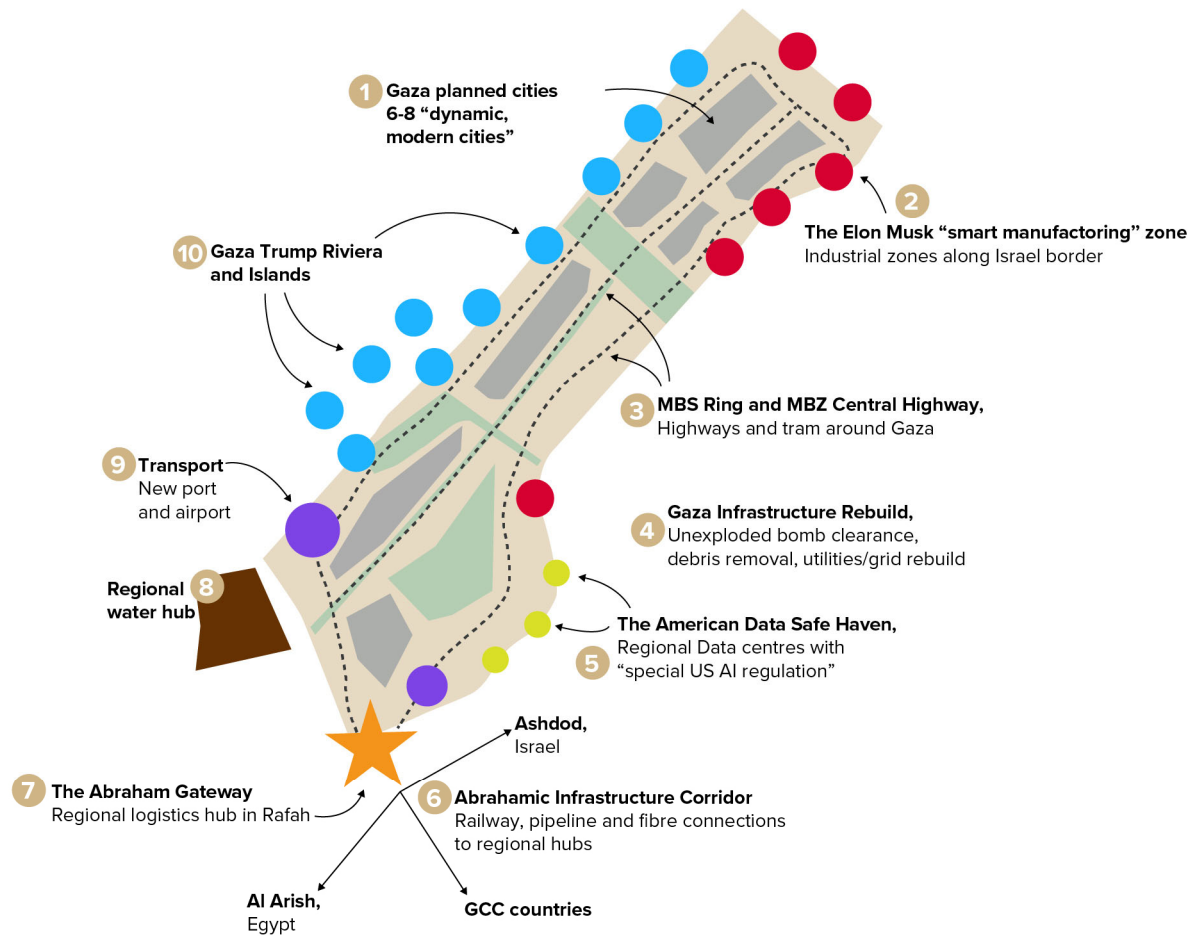 1
Gaza planned cities
6-8 “dynamic,
modern cities”
2
The Elon Musk “smart manufactoring” zone
Industrial zones along Israel border
10
Gaza Trump Riviera
and Islands
3
MBS Ring and MBZ Central Highway,
Highways and tram around Gaza
9
Transport
New port
and airport
4
Gaza Infrastructure Rebuild,
Unexploded bomb clearance,
debris removal, utilities/grid rebuild
8
Regional
water hub
5
The American Data Safe Haven,
Regional Data centres with
“special US AI regulation”
Ashdod,
Israel
7
The Abraham Gateway
Regional logistics hub in Rafah
6
Abrahamic Infrastructure Corridor
Railway, pipeline and fibre connections
to regional hubs
Al Arish,
Egypt
GCC countries